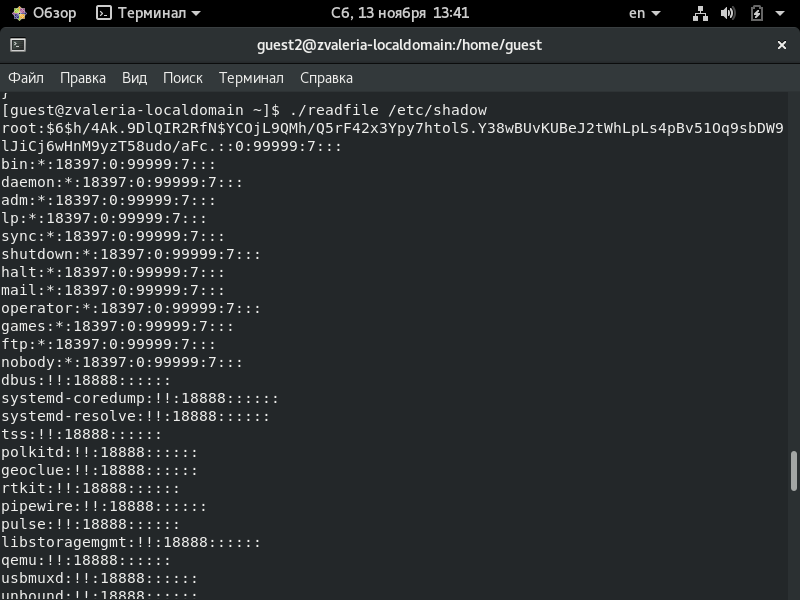 Обзор Терминал Сб, 13 ноября 13:41 en
guest2@zvaleria-localdomain:/home/guest
Файл Правка Вид Поиск Терминал Справка
}
[guest@zvaleria-localdomain ~]$ ./readfile /etc/shadow
root:$6$h/4Ak.9DlQIR2RfN$YCOjL9QMh/Q5rF42x3Ypy7htolS.Y38wBUvKUBeJ2tWhLpLs4pBv51Oq9sbDW9
lJiCj6wHnM9yzT58udo/aFc.::0:99999:7:::
bin:*:18397:0:99999:7:::
daemon:*:18397:0:99999:7:::
adm:*:18397:0:99999:7:::
lp:*:18397:0:99999:7:::
sync:*:18397:0:99999:7:::
shutdown:*:18397:0:99999:7:::
halt:*:18397:0:99999:7:::
mail:*:18397:0:99999:7:::
operator:*:18397:0:99999:7:::
games:*:18397:0:99999:7:::
ftp:*:18397:0:99999:7:::
nobody:*:18397:0:99999:7:::
dbus:!!:18888::::::
systemd-coredump:!!:18888::::::
systemd-resolve:!!:18888::::::
tss:!!:18888::::::
polkitd:!!:18888::::::
geoclue:!!:18888::::::
rtkit:!!:18888::::::
pipewire:!!:18888::::::
pulse:!!:18888::::::
libstoragemgmt:!!:18888::::::
qemu:!!:18888::::::
usbmuxd:!!:18888::::::
unbound:!!:18888::::::